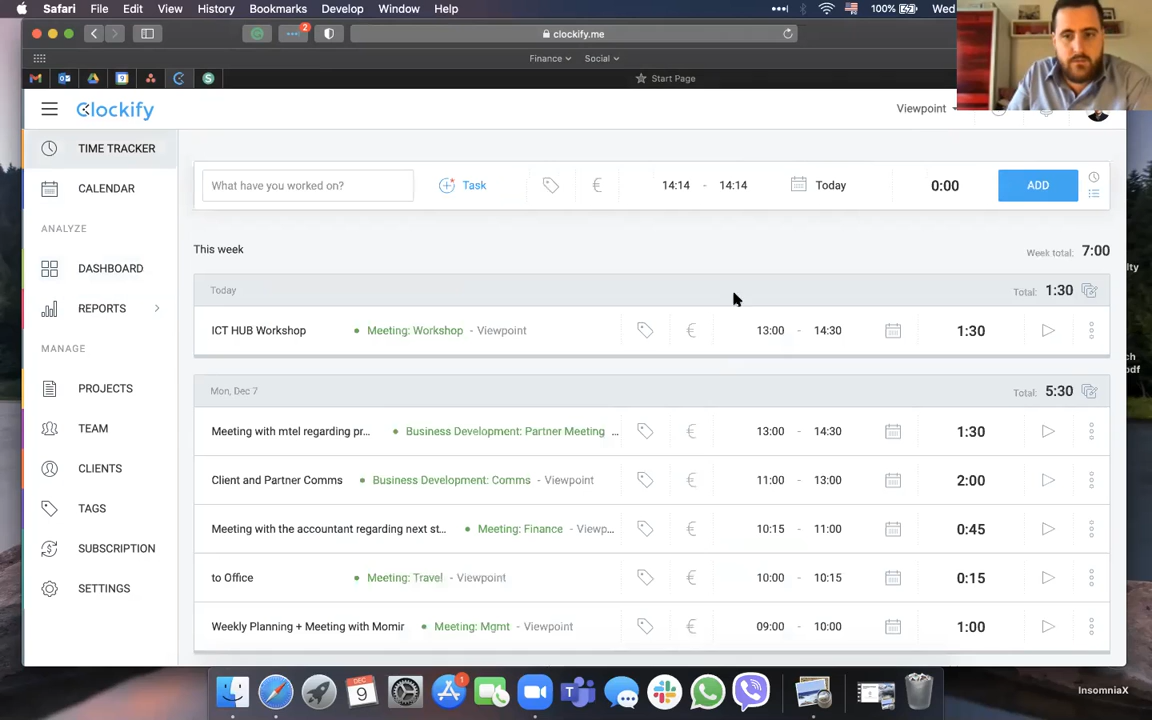 Safari File Edit View History Bookmarks Develop Window Help 100% Wed
2
clockify.me
Finance Social
Start Page
Clockify
Viewpoint
TIME TRACKER
CALENDAR
ANALYZE
DASHBOARD
REPORTS
MANAGE
PROJECTS
TEAM
CLIENTS
TAGS
SUBSCRIPTION
SETTINGS
What have you worked on? Task € 14:14 - 14:14 Today 0:00 ADD
This week Week total: 7:00
Today Total: 1:30
ICT HUB Workshop • Meeting: Workshop - Viewpoint € 13:00 - 14:30 1:30
Mon, Dec 7 Total: 5:30
Meeting with mtel regarding pr... • Business Development: Partner Meeting ... € 13:00 - 14:30 1:30
Client and Partner Comms • Business Development: Comms - Viewpoint € 11:00 - 13:00 2:00
Meeting with the accountant regarding next st... • Meeting: Finance - Viewp... € 10:15 - 11:00 0:45
to Office • Meeting: Travel - Viewpoint € 10:00 - 10:15 0:15
Weekly Planning + Meeting with Momir • Meeting: Mgmt - Viewpoint € 09:00 - 10:00 1:00
DEC
9
1
InsomniaX